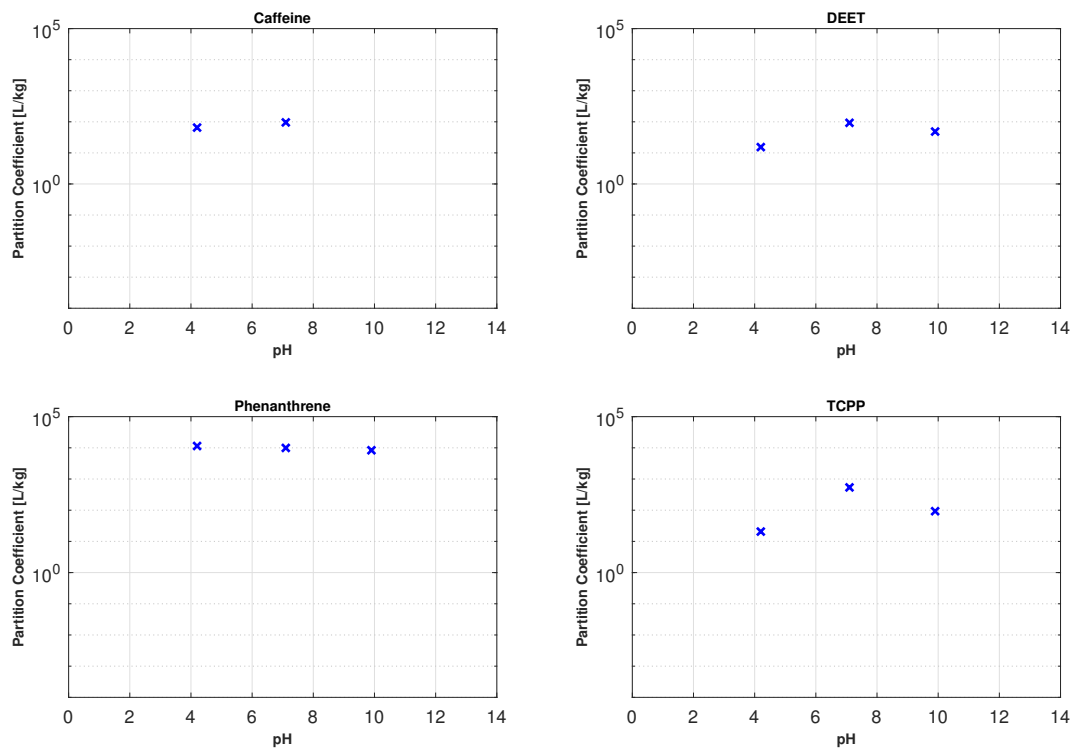 Caffeine
10^5
10^0
Partition Coefficient [L/kg]
0 2 4 6 8 10 12 14
pH
DEET
10^5
10^0
Partition Coefficient [L/kg]
0 2 4 6 8 10 12 14
pH
Phenanthrene
10^5
10^0
Partition Coefficient [L/kg]
0 2 4 6 8 10 12 14
pH
TCPP
10^5
10^0
Partition Coefficient [L/kg]
0 2 4 6 8 10 12 14
pH